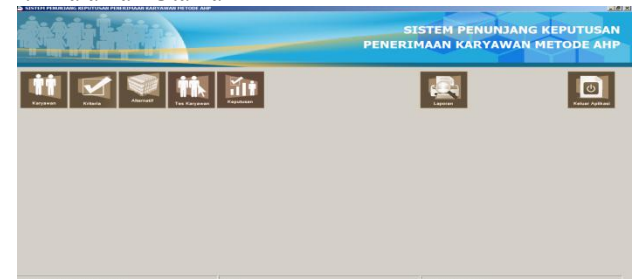 SISTEM PENUNJANG KEPUTUSAN PENERIMAAN KARYAWAN METODE AHP
SISTEM PENUNJANG KEPUTUSAN
PENERIMAAN KARYAWAN METODE AHP
Karyawan
Kriteria
Alternatif
Tes Karyawan
Keputusan
Laporan
Keluar Aplikasi